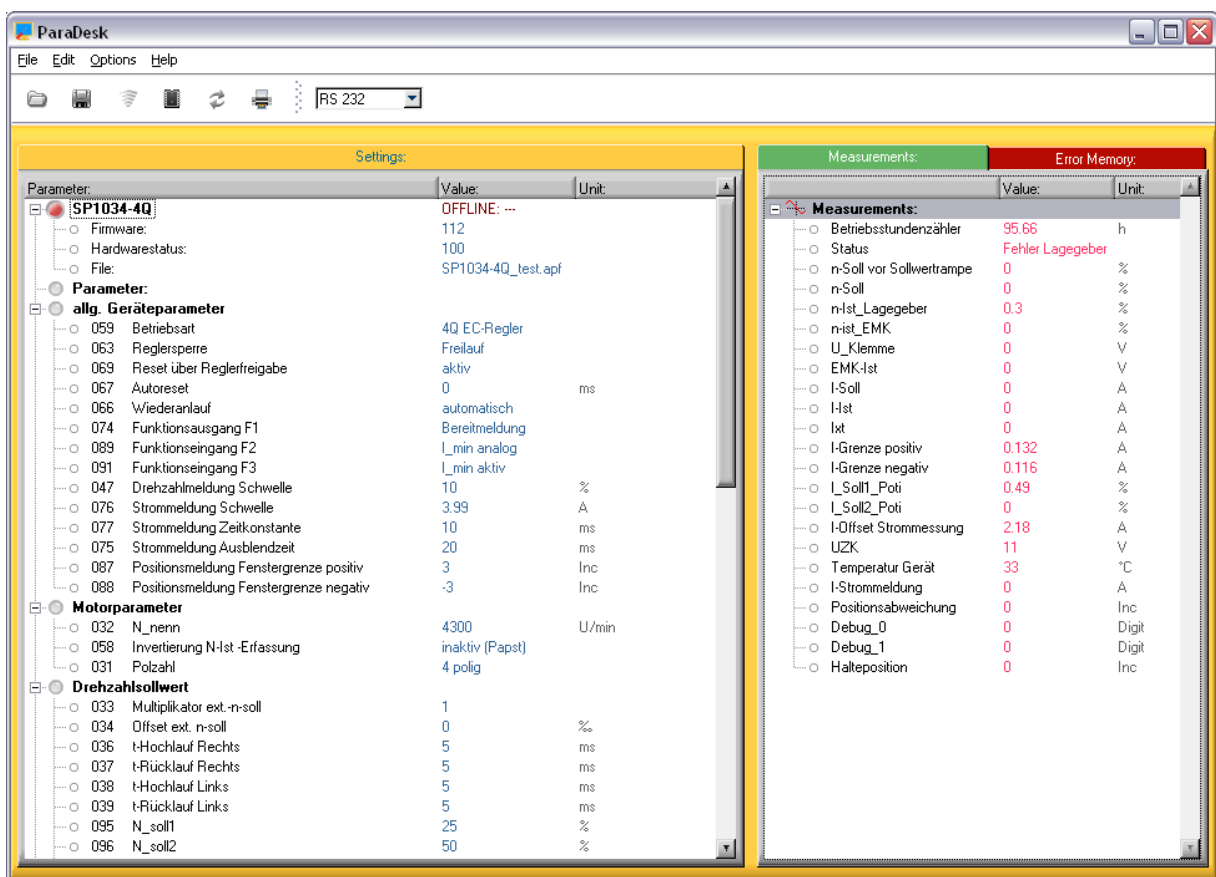 ParaDesk
File Edit Options Help
RS 232
Settings:
Parameter: Value: Unit:
SP1034-4Q OFFLINE: ---
Firmware: 112
Hardwarestatus: 100
File: SP1034-4Q_test.apf
Parameter:
allg. Geräteparameter
059 Betriebsart 4Q EC-Regler
063 Reglersperre Freilauf
069 Reset über Reglerfreigabe aktiv
067 Autoreset 0 ms
066 Wiederanlauf automatisch
074 Funktionsausgang F1 Bereitmeldung
089 Funktionseingang F2 I_min analog
091 Funktionseingang F3 I_min aktiv
047 Drehzahlmeldung Schwelle 10 %
076 Strommeldung Schwelle 3.99 A
077 Strommeldung Zeitkonstante 10 ms
075 Strommeldung Ausblendzeit 20 ms
087 Positionsmeldung Fenstergrenze positiv 3 Inc
088 Positionsmeldung Fenstergrenze negativ -3 Inc
Motorparameter
032 N_nenn 4300 U/min
058 Invertierung N-Ist -Erfassung inaktiv (Papst)
031 Polzahl 4 polig
Drehzahlsollwert
033 Multiplikator ext.-n-soll 1
034 Offset ext. n-soll 0 ‰
036 t-Hochlauf Rechts 5 ms
037 t-Rücklauf Rechts 5 ms
038 t-Hochlauf Links 5 ms
039 t-Rücklauf Links 5 ms
095 N_soll1 25 %
096 N_soll2 50 %
Measurements: Error Memory:
Value: Unit:
Measurements:
Betriebsstundenzähler 95.66 h
Status Fehler Lagegeber
n-Soll vor Sollwertrampe 0 %
n-Soll 0 %
n-Ist_Lagegeber 0.3 %
n-ist_EMK 0 %
U_Klemme 0 V
EMK-Ist 0 V
I-Soll 0 A
I-Ist 0 A
Ixt 0 A
I-Grenze positiv 0.132 A
I-Grenze negativ 0.116 A
I_Soll1_Poti 0.49 %
I_Soll2_Poti 0 %
I-Offset Strommessung 2.18 A
UZK 11 V
Temperatur Gerät 33 °C
I-Strommeldung 0 A
Positionsabweichung 0 Inc
Debug_0 0 Digit
Debug_1 0 Digit
Halteposition 0 Inc